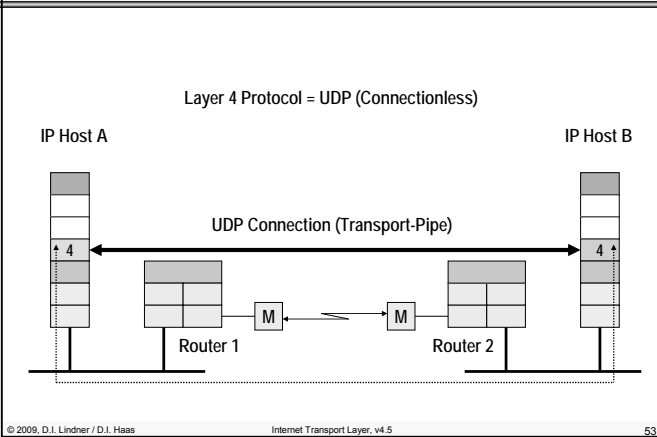 Layer 4 Protocol = UDP (Connectionless)
IP Host A
IP Host B
UDP Connection (Transport-Pipe)
4
4
M
M
Router 1
Router 2
© 2009, D.I. Lindner / D.I. Haas
Internet Transport Layer, v4.5
53